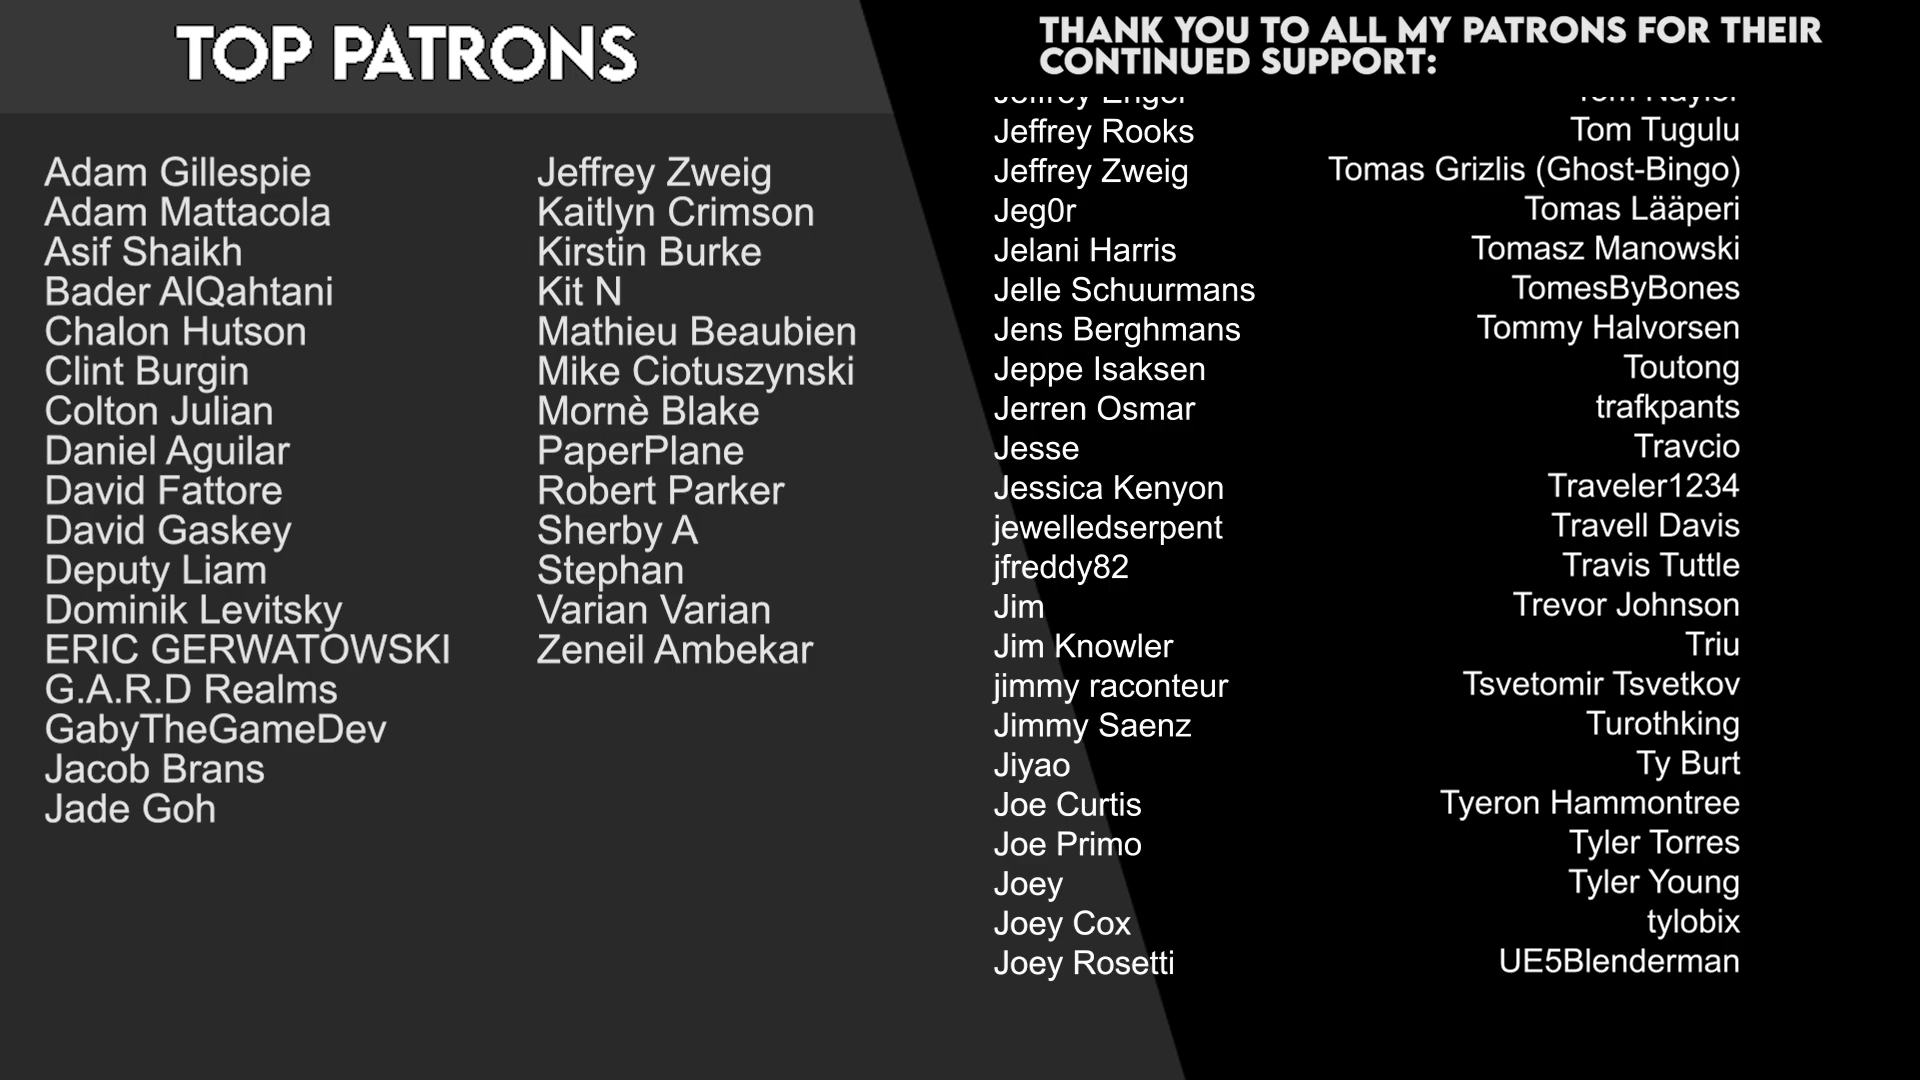 TOP PATRONS
Adam Gillespie
Adam Mattacola
Asif Shaikh
Bader AlQahtani
Chalon Hutson
Clint Burgin
Colton Julian
Daniel Aguilar
David Fattore
David Gaskey
Deputy Liam
Dominik Levitsky
ERIC GERWATOWSKI
G.A.R.D Realms
GabyTheGameDev
Jacob Brans
Jade Goh
Jeffrey Zweig
Kaitlyn Crimson
Kirstin Burke
Kit N
Mathieu Beaubien
Mike Ciotuszynski
Mornè Blake
PaperPlane
Robert Parker
Sherby A
Stephan
Varian Varian
Zeneil Ambekar
THANK YOU TO ALL MY PATRONS FOR THEIR
CONTINUED SUPPORT:
Jeffrey Rooks
Jeffrey Zweig
Jeg0r
Jelani Harris
Jelle Schuurmans
Jens Berghmans
Jeppe Isaksen
Jerren Osmar
Jesse
Jessica Kenyon
jewelledserpent
jfreddy82
Jim
Jim Knowler
jimmy raconteur
Jimmy Saenz
Jiyao
Joe Curtis
Joe Primo
Joey
Joey Cox
Joey Rosetti
Tom Tugulu
Tomas Grizlis (Ghost-Bingo)
Tomas Lääperi
Tomasz Manowski
TomesByBones
Tommy Halvorsen
Toutong
trafkpants
Travcio
Traveler1234
Travell Davis
Travis Tuttle
Trevor Johnson
Triu
Tsvetomir Tsvetkov
Turothking
Ty Burt
Tyeron Hammontree
Tyler Torres
Tyler Young
tylobix
UE5Blenderman